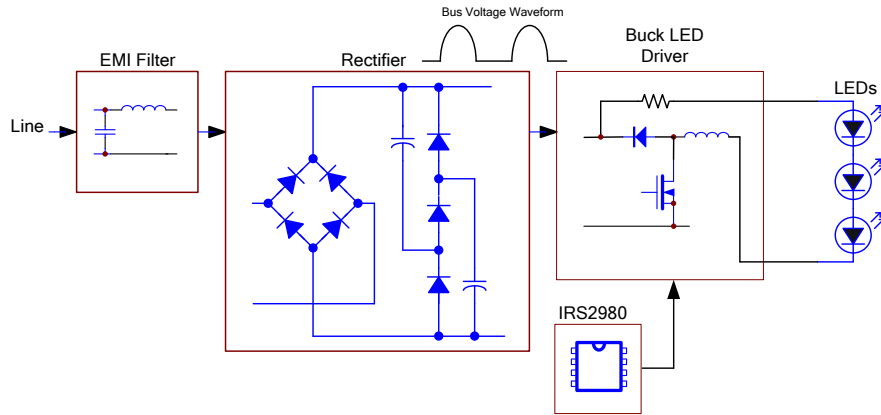 Bus Voltage Waveform
EMI Filter
Rectifier
Buck LED
Driver
LEDs
Line
IRS2980